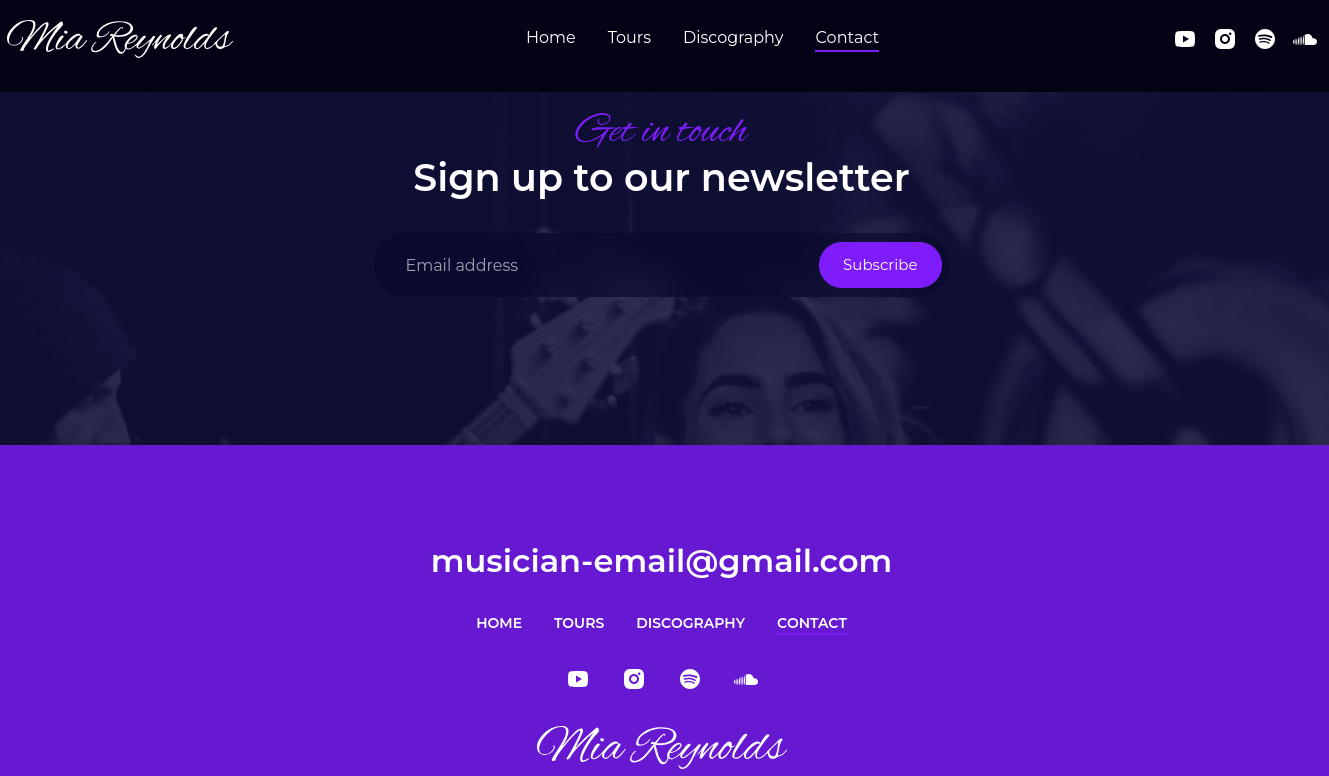 Mia Reynolds
Home Tours Discography Contact
Get in touch
Sign up to our newsletter
Email address Subscribe
musician-email@gmail.com
HOME TOURS DISCOGRAPHY CONTACT
Mia Reynolds